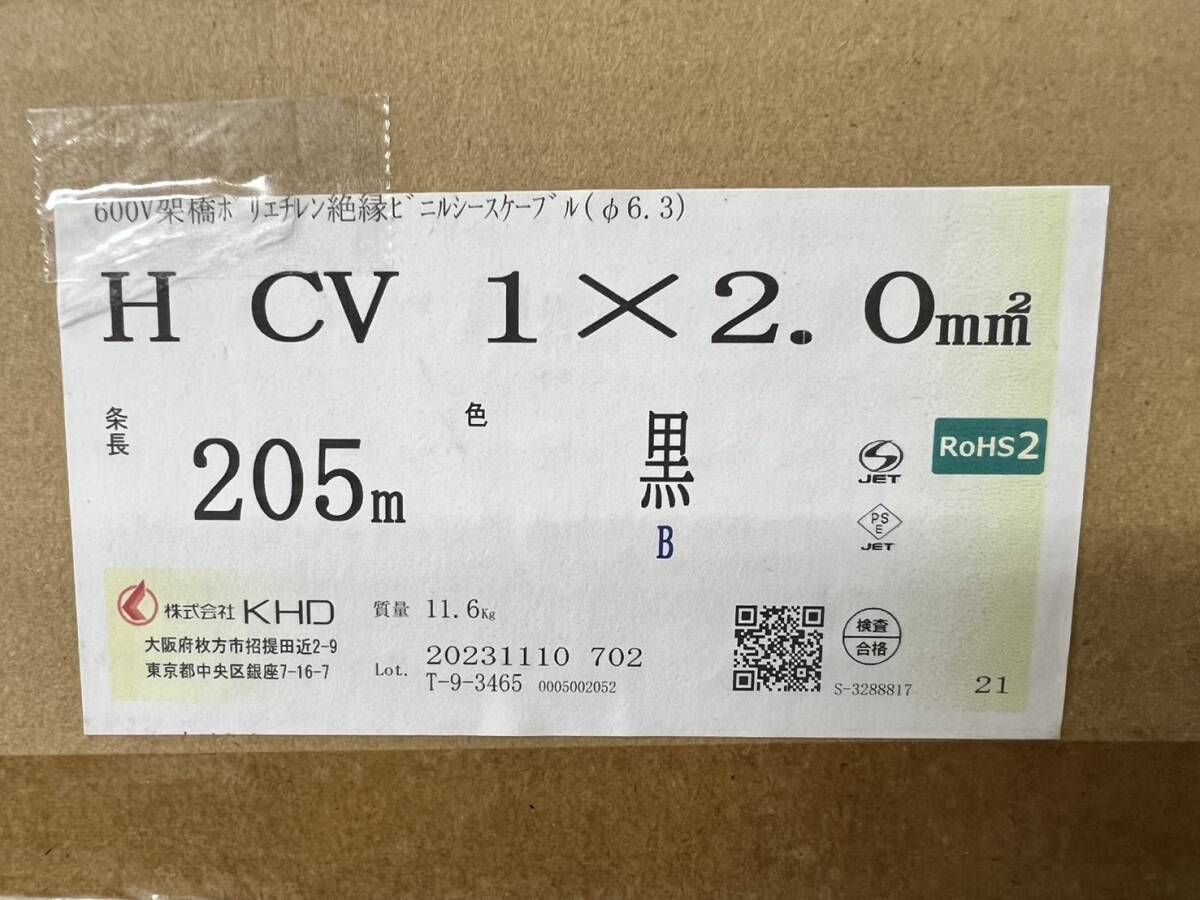 600V架橋ﾎﾟﾘｴﾁﾚﾝ絶縁ﾋﾞﾆﾙｼｰｽｹｰﾌﾞﾙ(φ6.3)
H CV 1×2.0mm²
条長 205m 色 黒
B
JET
RoHS2
PS
E
JET
株式会社 KHD
大阪府枚方市招提田近2-9
東京都中央区銀座7-16-7
質量 11.6Kg
Lot. 20231110 702
T-9-3465 0005002052
検査
合格
S-3288817
21